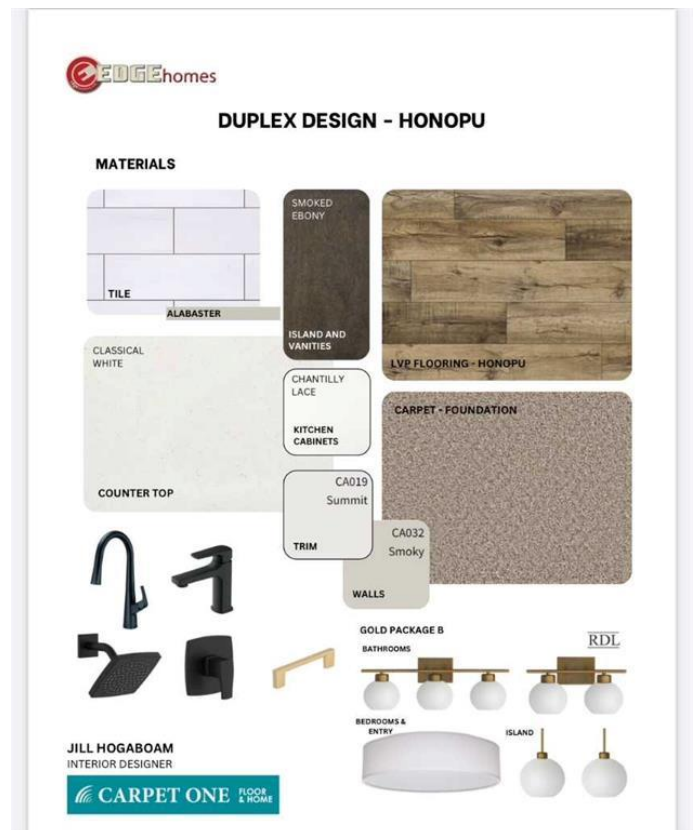 EDGEhomes
DUPLEX DESIGN - HONOPU
MATERIALS
TILE
ALABASTER
SMOKED
EBONY
ISLAND AND
VANITIES
LVP FLOORING - HONOPU
CLASSICAL
WHITE
COUNTER TOP
CHANTILLY
LACE
KITCHEN
CABINETS
CARPET - FOUNDATION
CA019
Summit
TRIM
CA032
Smoky
WALLS
GOLD PACKAGE B
RDL
BATHROOMS
BEDROOMS &
ENTRY
ISLAND
JILL HOGABOAM
INTERIOR DESIGNER
CARPET ONE FLOOR
& HOME